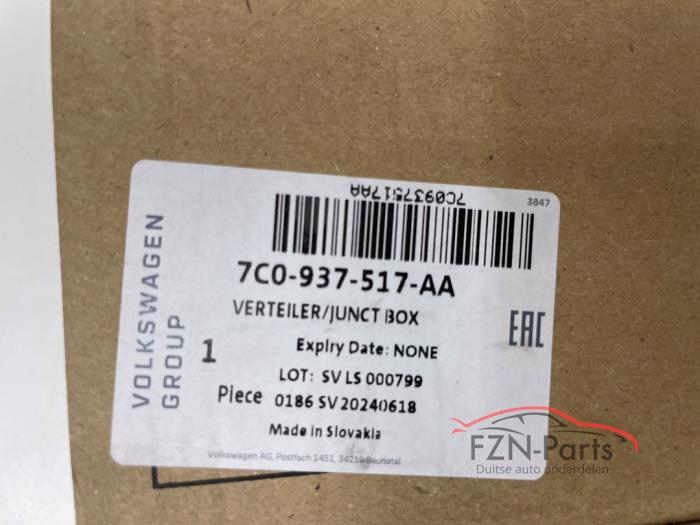 7C0937517AA
3847
7C0-937-517-AA
VERTEILER/JUNCT BOX
VOLKSWAGEN
GROUP
EAC
1
Expiry Date: NONE
LOT: SV LS 000799
Piece 0186 SV 20240618
Made in Slovakia
Volkswagen AG, Postfach 1451, 34219 Baunatal
FZN-Parts
Duitse auto onderdelen